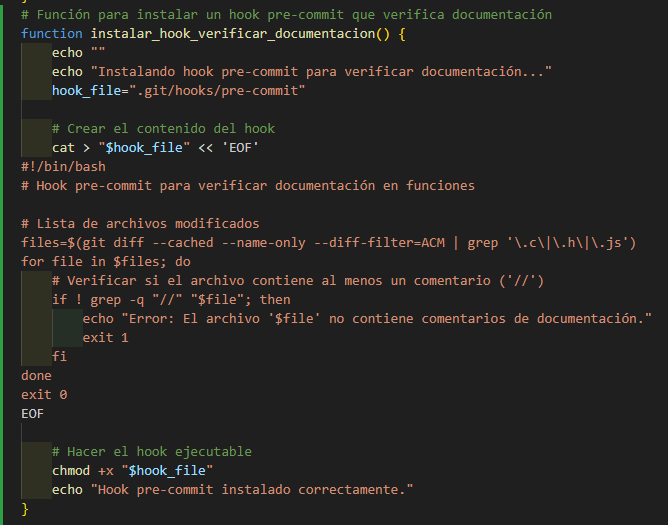 # Función para instalar un hook pre-commit que verifica documentación
function instalar_hook_verificar_documentacion() {
    echo ""
    echo "Instalando hook pre-commit para verificar documentación..."
    hook_file=".git/hooks/pre-commit"

    # Crear el contenido del hook
    cat > "$hook_file" << 'EOF'
#!/bin/bash
# Hook pre-commit para verificar documentación en funciones

# Lista de archivos modificados
files=$(git diff --cached --name-only --diff-filter=ACM | grep '\.c\|\.h\|\.js')
for file in $files; do
    # Verificar si el archivo contiene al menos un comentario ('//')
    if ! grep -q "//" "$file"; then
        echo "Error: El archivo '$file' no contiene comentarios de documentación."
        exit 1
    fi
done
exit 0
EOF

    # Hacer el hook ejecutable
    chmod +x "$hook_file"
    echo "Hook pre-commit instalado correctamente."
}